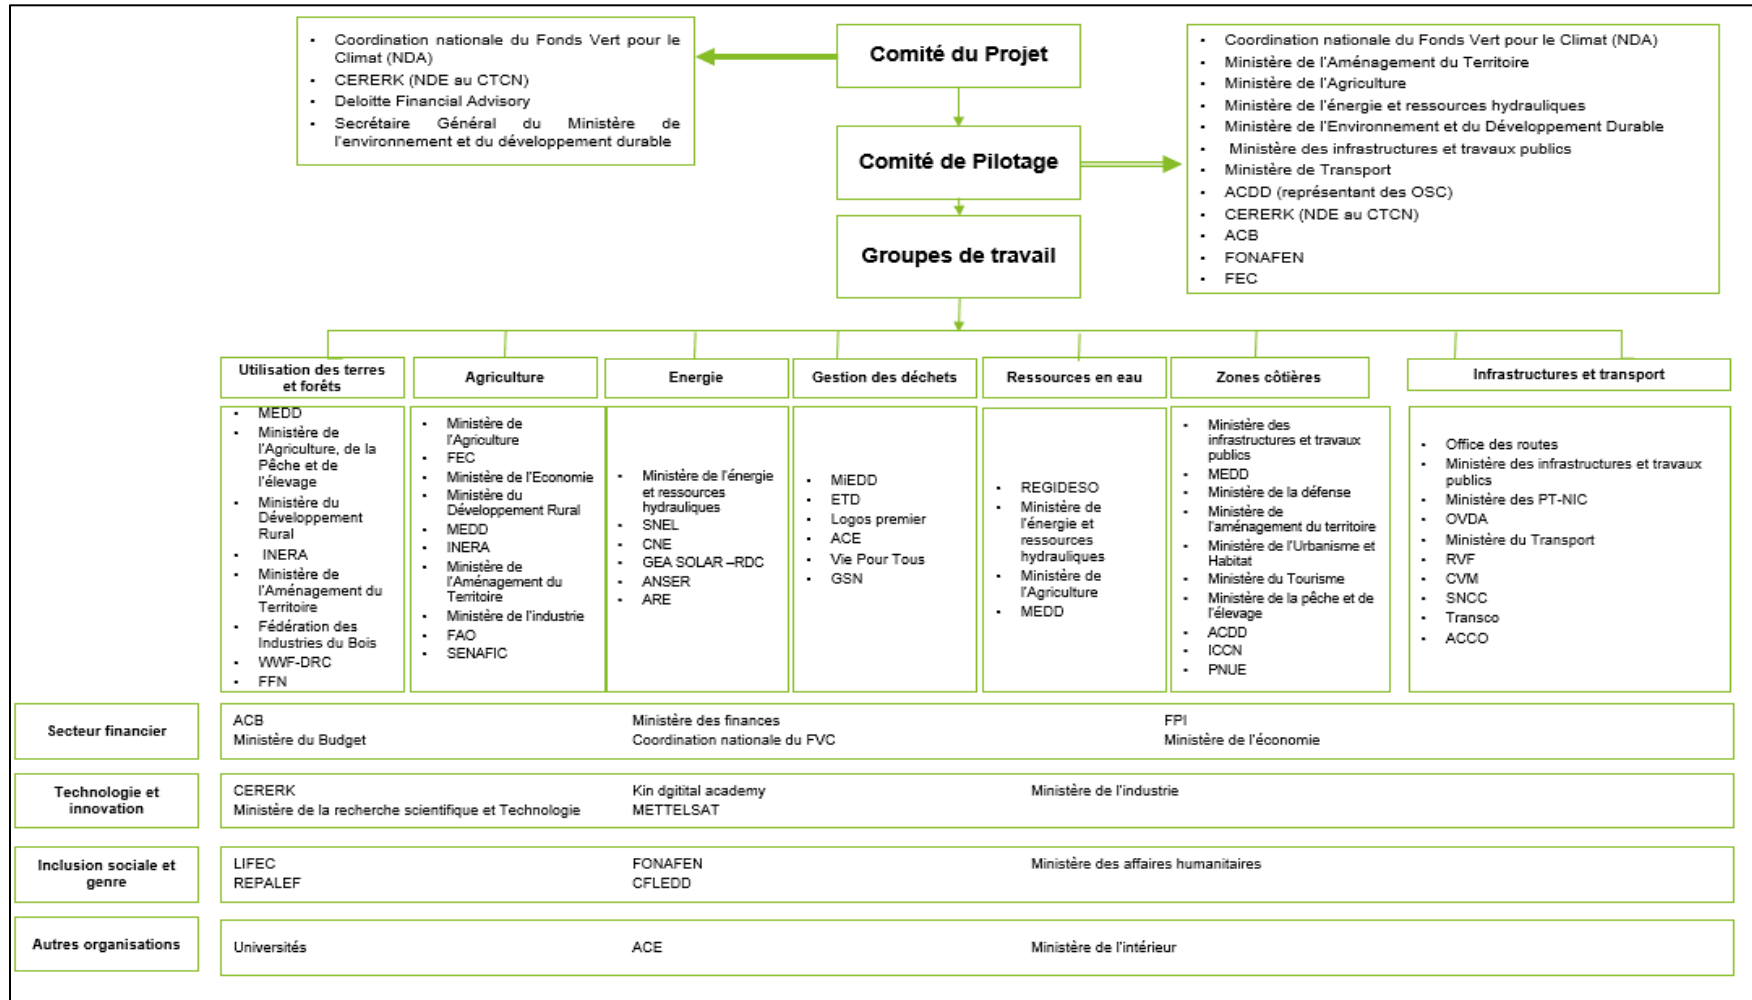 Comité du Projet
Coordination nationale du Fonds Vert pour le
Climat (NDA)
CERERK (NDE au CTCN)
Deloitte Financial Advisory
Secrétaire Général du Ministère de
l'environnement et du développement durable
Comité de Pilotage
Coordination nationale du Fonds Vert pour le Climat (NDA)
Ministère de l'Aménagement du Territoire
Ministère de l'Agriculture
Ministère de l'énergie et ressources hydrauliques
Ministère de l'Environnement et du Développement Durable
Ministère des infrastructures et travaux publics
Ministère de Transport
ACDD (représentant des OSC)
CERERK (NDE au CTCN)
ACB
FONAFEN
FEC
Groupes de travail
Utilisation des terres
et forêts
MEDD
Ministère de
l'Agriculture, de la
Pêche et de
l'élevage
Ministère du
Développement
Rural
INERA
Ministère de
l'Aménagement du
Territoire
Fédération des
Industries du Bois
WWF-DRC
FFN
Agriculture
Ministère de
l'Agriculture
FEC
Ministère de l'Economie
Ministère du
Développement Rural
MEDD
INERA
Ministère de
l'Aménagement du
Territoire
Ministère de l'industrie
FAO
SENAFIC
Energie
Ministère de l'énergie
et ressources
hydrauliques
SNEL
CNE
GEA SOLAR –RDC
ANSER
ARE
Gestion des déchets
MiEDD
ETD
Logos premier
ACE
Vie Pour Tous
GSN
Ressources en eau
REGIDESO
Ministère de
l'énergie et
ressources
hydrauliques
Ministère de
l'Agriculture
MEDD
Zones côtières
Ministère des
infrastructures et travaux
publics
MEDD
Ministère de la défense
Ministère de
l'aménagement du territoire
Ministère de l'Urbanisme et
Habitat
Ministère du Tourisme
Ministère de la pêche et de
l'élevage
ACDD
ICCN
PNUE
Infrastructures et transport
Office des routes
Ministère des infrastructures et travaux
publics
Ministère des PT-NIC
OVDA
Ministère du Transport
RVF
CVM
SNCC
Transco
ACCO
Secteur financier
ACB Ministère des finances FPI
Ministère du Budget Coordination nationale du FVC Ministère de l'économie
Technologie et
innovation
CERERK Kin dgitital academy Ministère de l'industrie
Ministère de la recherche scientifique et Technologie METTELSAT
Inclusion sociale et
genre
LIFEC FONAFEN Ministère des affaires humanitaires
REPALEF CFLEDD
Autres organisations
Universités ACE Ministère de l'intérieur